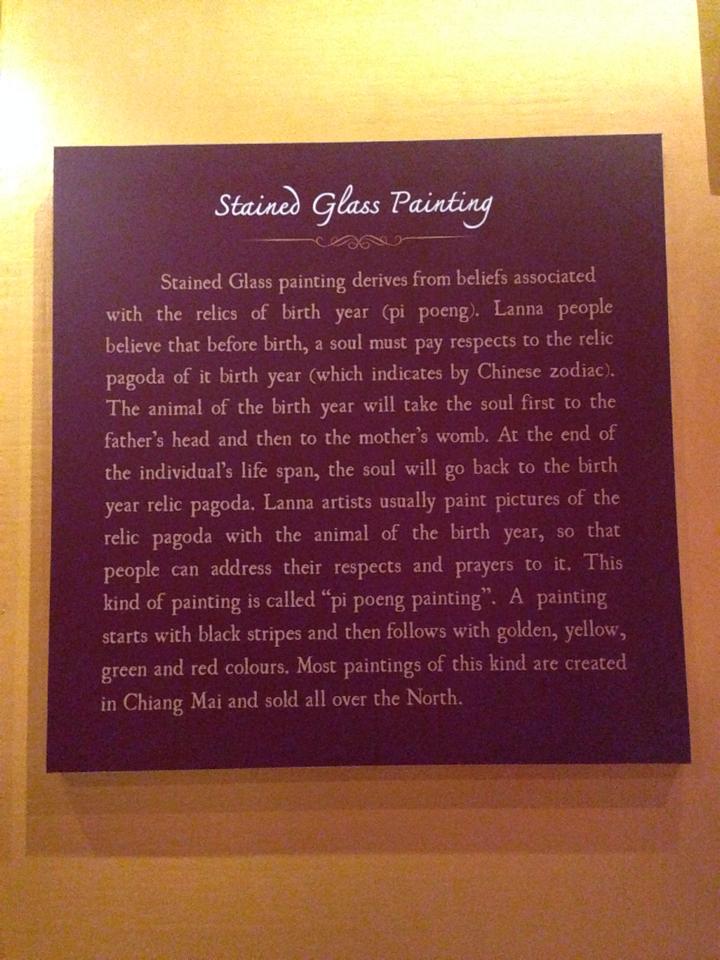 Stained Glass Painting
Stained Glass painting derives from beliefs associated
with the relics of birth year (pi poeng). Lanna people
believe that before birth, a soul must pay respects to the relic
pagoda of it birth year (which indicates by Chinese zodiac).
The animal of the birth year will take the soul first to the
father's head and then to the mother's womb. At the end of
the individual's life span, the soul will go back to the birth
year relic pagoda. Lanna artists usually paint pictures of the
relic pagoda with the animal of the birth year, so that
people can address their respects and prayers to it. This
kind of painting is called “pi poeng painting”. A painting
starts with black stripes and then follows with golden, yellow,
green and red colours. Most paintings of this kind are created
in Chiang Mai and sold all over the North.